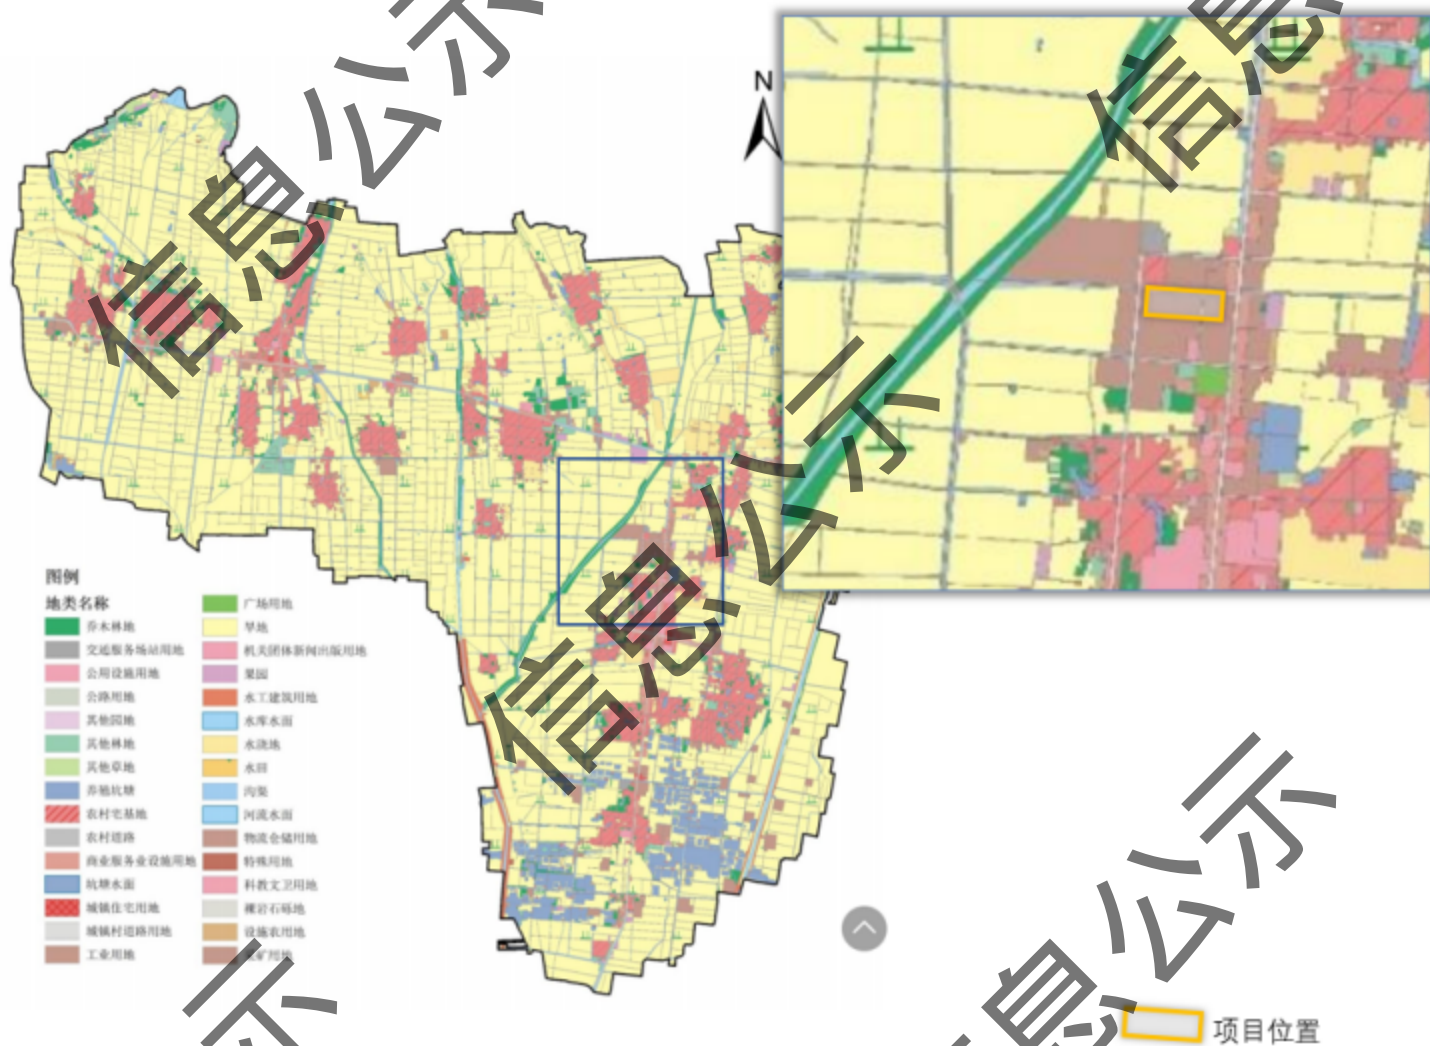 信息公示
信息
N
信息公示
图例
地类名称
乔木林地
交通服务场站用地
公用设施用地
公路用地
其他园地
其他林地
其他草地
养殖坑塘
农村宅基地
农村道路
商业服务业设施用地
坑塘水面
城镇住宅用地
城镇村道路用地
工业用地
广场用地
旱地
机关团体新闻出版用地
果园
水工建筑用地
水库水面
水浇地
水田
沟渠
河流水面
物流仓储用地
特殊用地
科教文卫用地
裸岩石砾地
设施农用地
采矿用地
示
息公示
项目位置